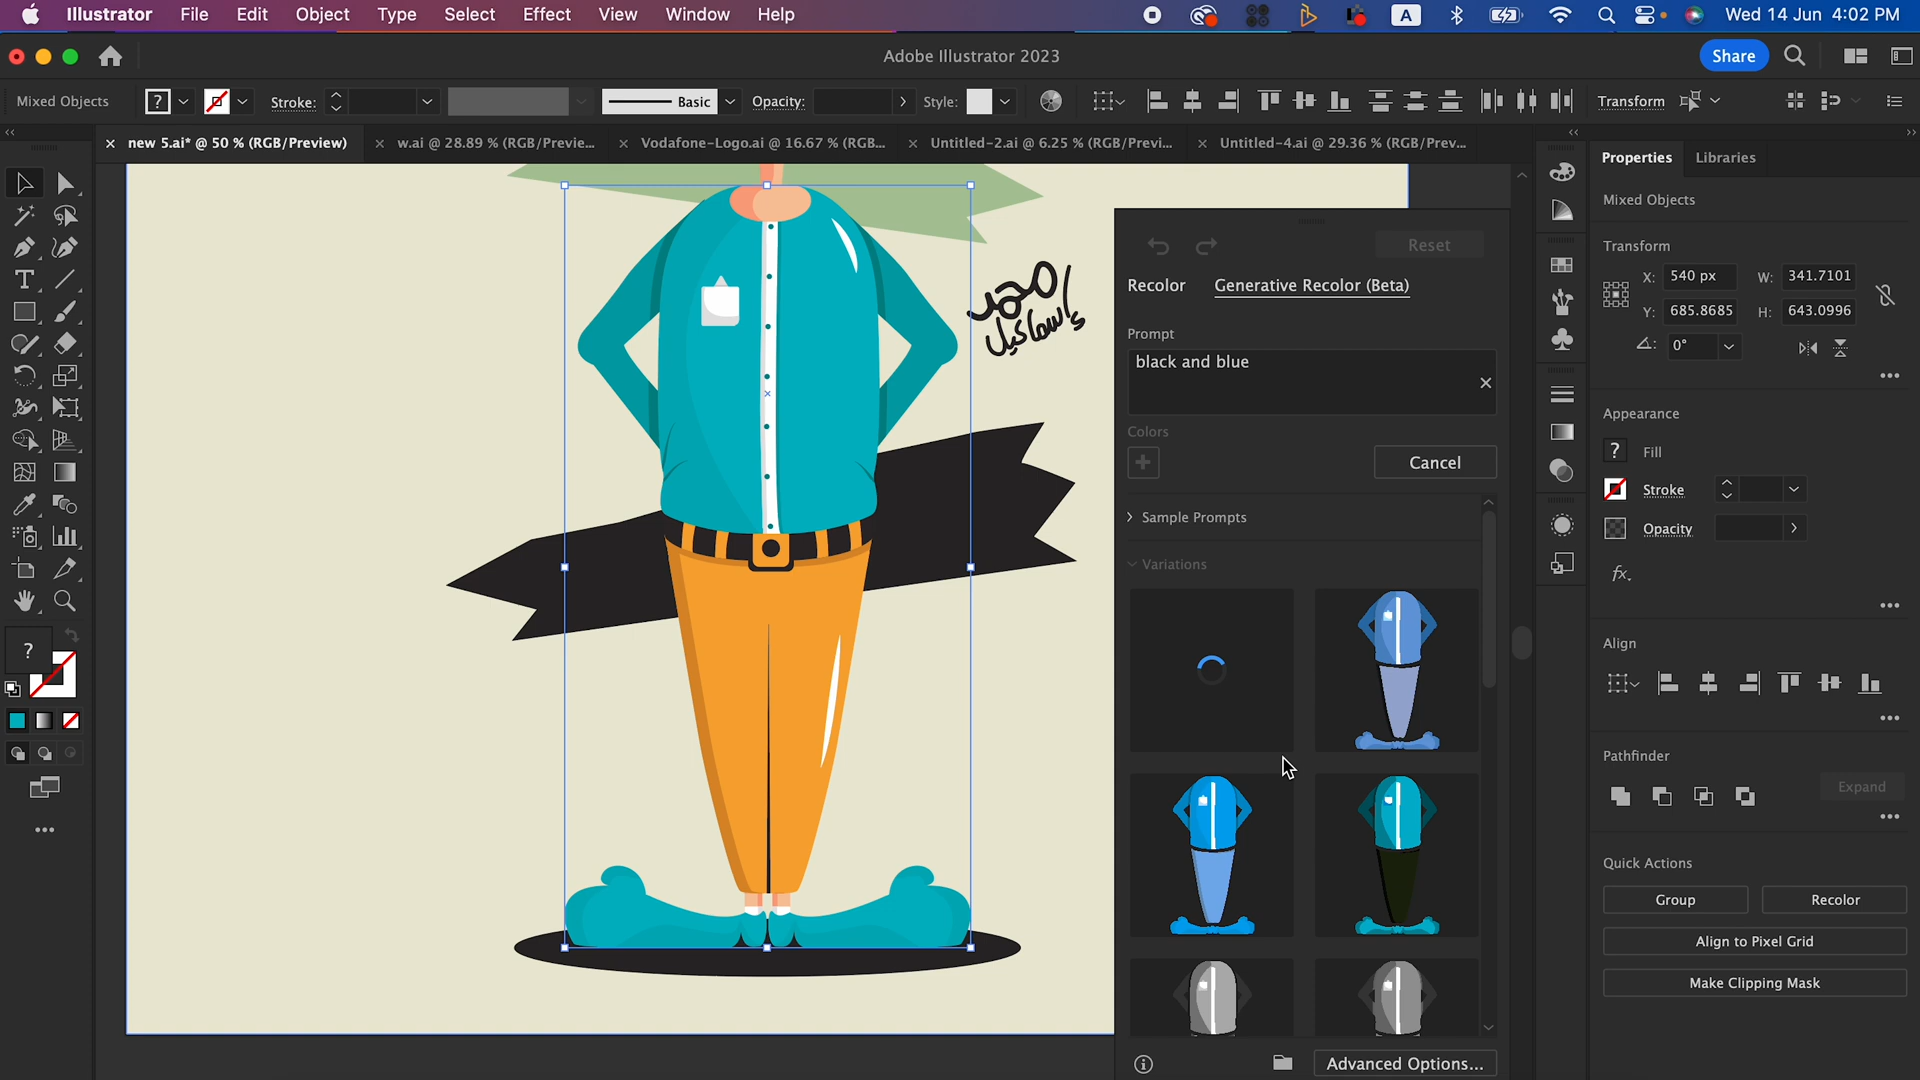 Illustrator File Edit Object Type Select Effect View Window Help
A
Wed 14 Jun 4:02 PM
Adobe Illustrator 2023
Share
Mixed Objects
?
Stroke:
Basic
Opacity:
Style:
Transform
new 5.ai* @ 50 % (RGB/Preview)
w.ai @ 28.89 % (RGB/Previe...
Vodafone-Logo.ai @ 16.67 % (RGB...
Untitled-2.ai @ 6.25 % (RGB/Previ...
Untitled-4.ai @ 29.36 % (RGB/Prev...
Reset
Recolor
Generative Recolor (Beta)
Prompt
black and blue
Colors
Cancel
Sample Prompts
Variations
Advanced Options...
Properties
Libraries
Mixed Objects
Transform
X: 540 px
W: 341.7101
Y: 685.8685
H: 643.0996
0°
Appearance
? Fill
Stroke
Opacity
fx.
Align
Pathfinder
Expand
Quick Actions
Group
Recolor
Align to Pixel Grid
Make Clipping Mask
?